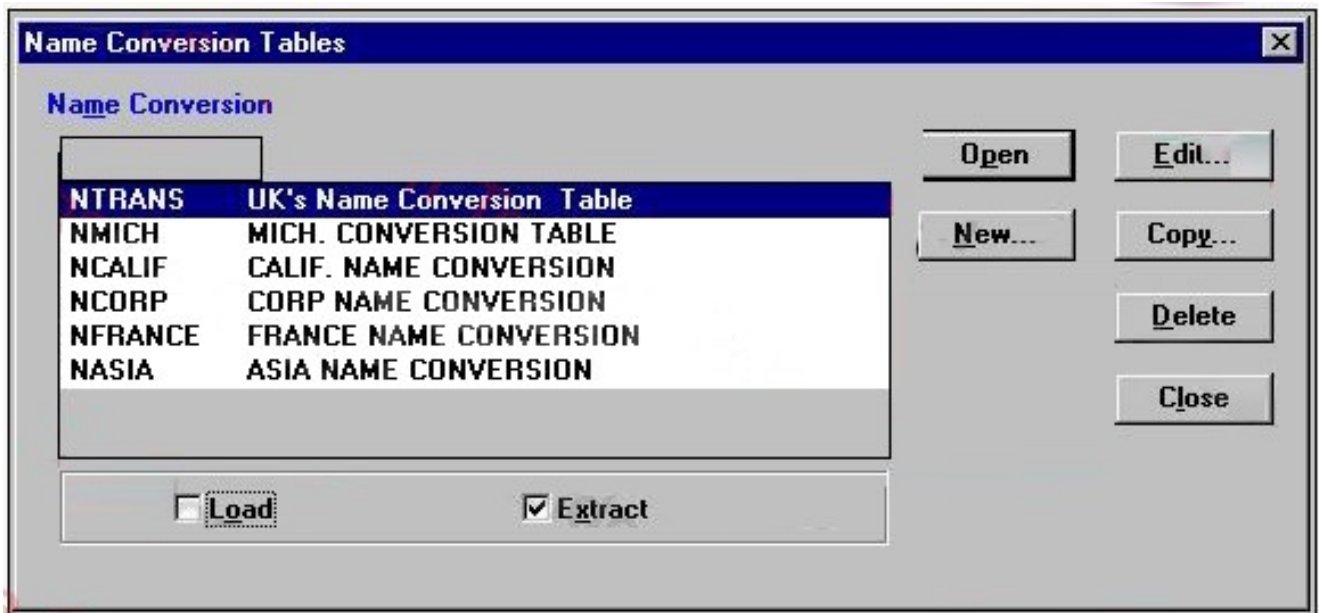 Name Conversion Tables
Name Conversion
Open
Edit...
NTRANS UK's Name Conversion Table
NMICH MICH. CONVERSION TABLE
New...
Copy...
NCALIF CALIF. NAME CONVERSION
NCORP CORP NAME CONVERSION
Delete
NFRANCE FRANCE NAME CONVERSION
NASIA ASIA NAME CONVERSION
Close
Load
Extract